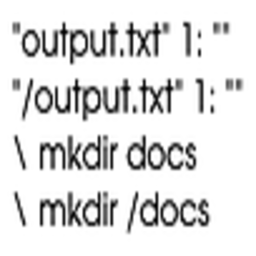 "output.txt" 1: ""
"/output.txt" 1: ""
\ mkdir docs
\ mkdir /docs